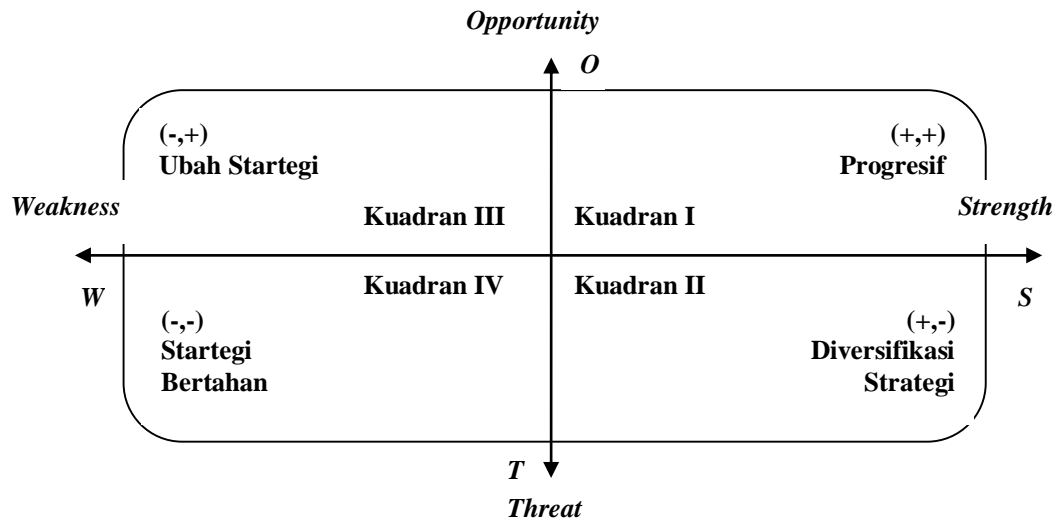 Opportunity
O
(-,+)
Ubah Startegi
(+,+)
Progresif
Weakness
Strength
Kuadran III
Kuadran I
Kuadran IV
Kuadran II
W
S
(-,-)
Startegi
Bertahan
(+,-)
Diversifikasi
Strategi
T
Threat